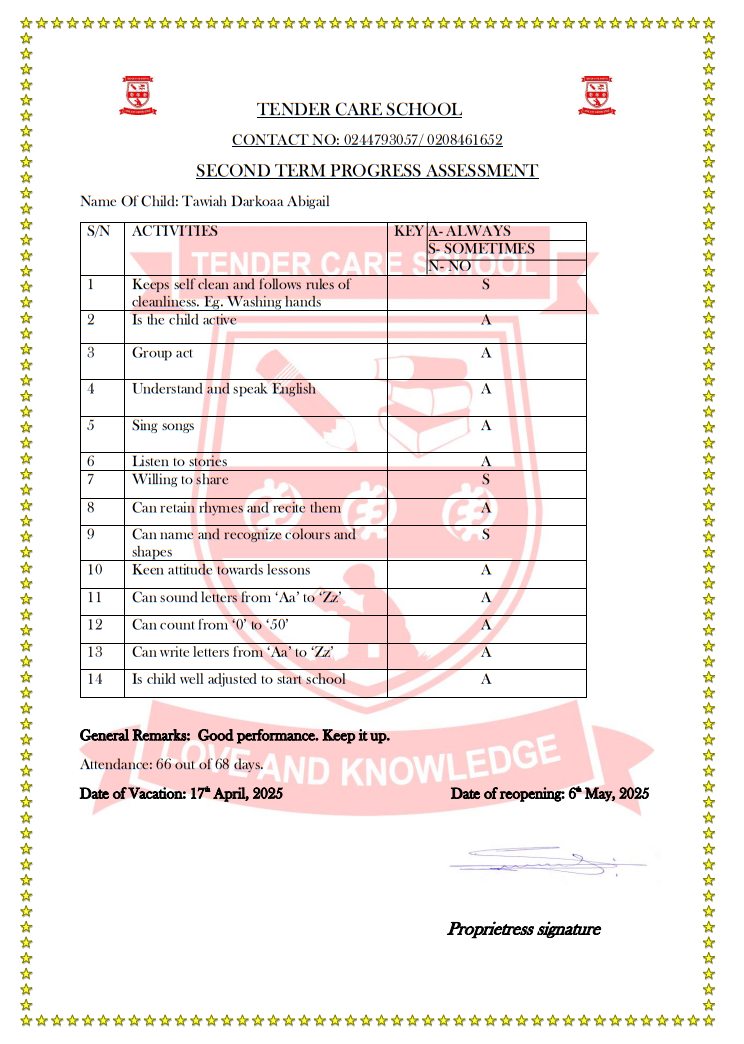 TENDER CARE SCHOOL
CONTACT NO: 0244793057/ 0208461652
SECOND TERM PROGRESS ASSESSMENT
Name Of Child: Tawiah Darkoaa Abigail
S/N ACTIVITIES KEY A- ALWAYS
S- SOMETIMES
N- NO
TENDER CARE SCHOOL
1 Keeps self clean and follows rules of S
cleanliness. Eg. Washing hands
2 Is the child active A
3 Group act A
4 Understand and speak English A
5 Sing songs A
6 Listen to stories A
7 Willing to share S
8 Can retain rhymes and recite them A
9 Can name and recognize colours and S
shapes
10 Keen attitude towards lessons A
11 Can sound letters from ‘Aa’ to ‘Zz’ A
12 Can count from ‘0’ to ‘50’ A
13 Can write letters from ‘Aa’ to ‘Zz’ A
14 Is child well adjusted to start school A
General Remarks: Good performance. Keep it up.
Attendance: 66 out of 68 days.
LOVE AND KNOWLEDGE
Date of Vacation: 17th April, 2025 Date of reopening: 6th May, 2025
Proprietress signature